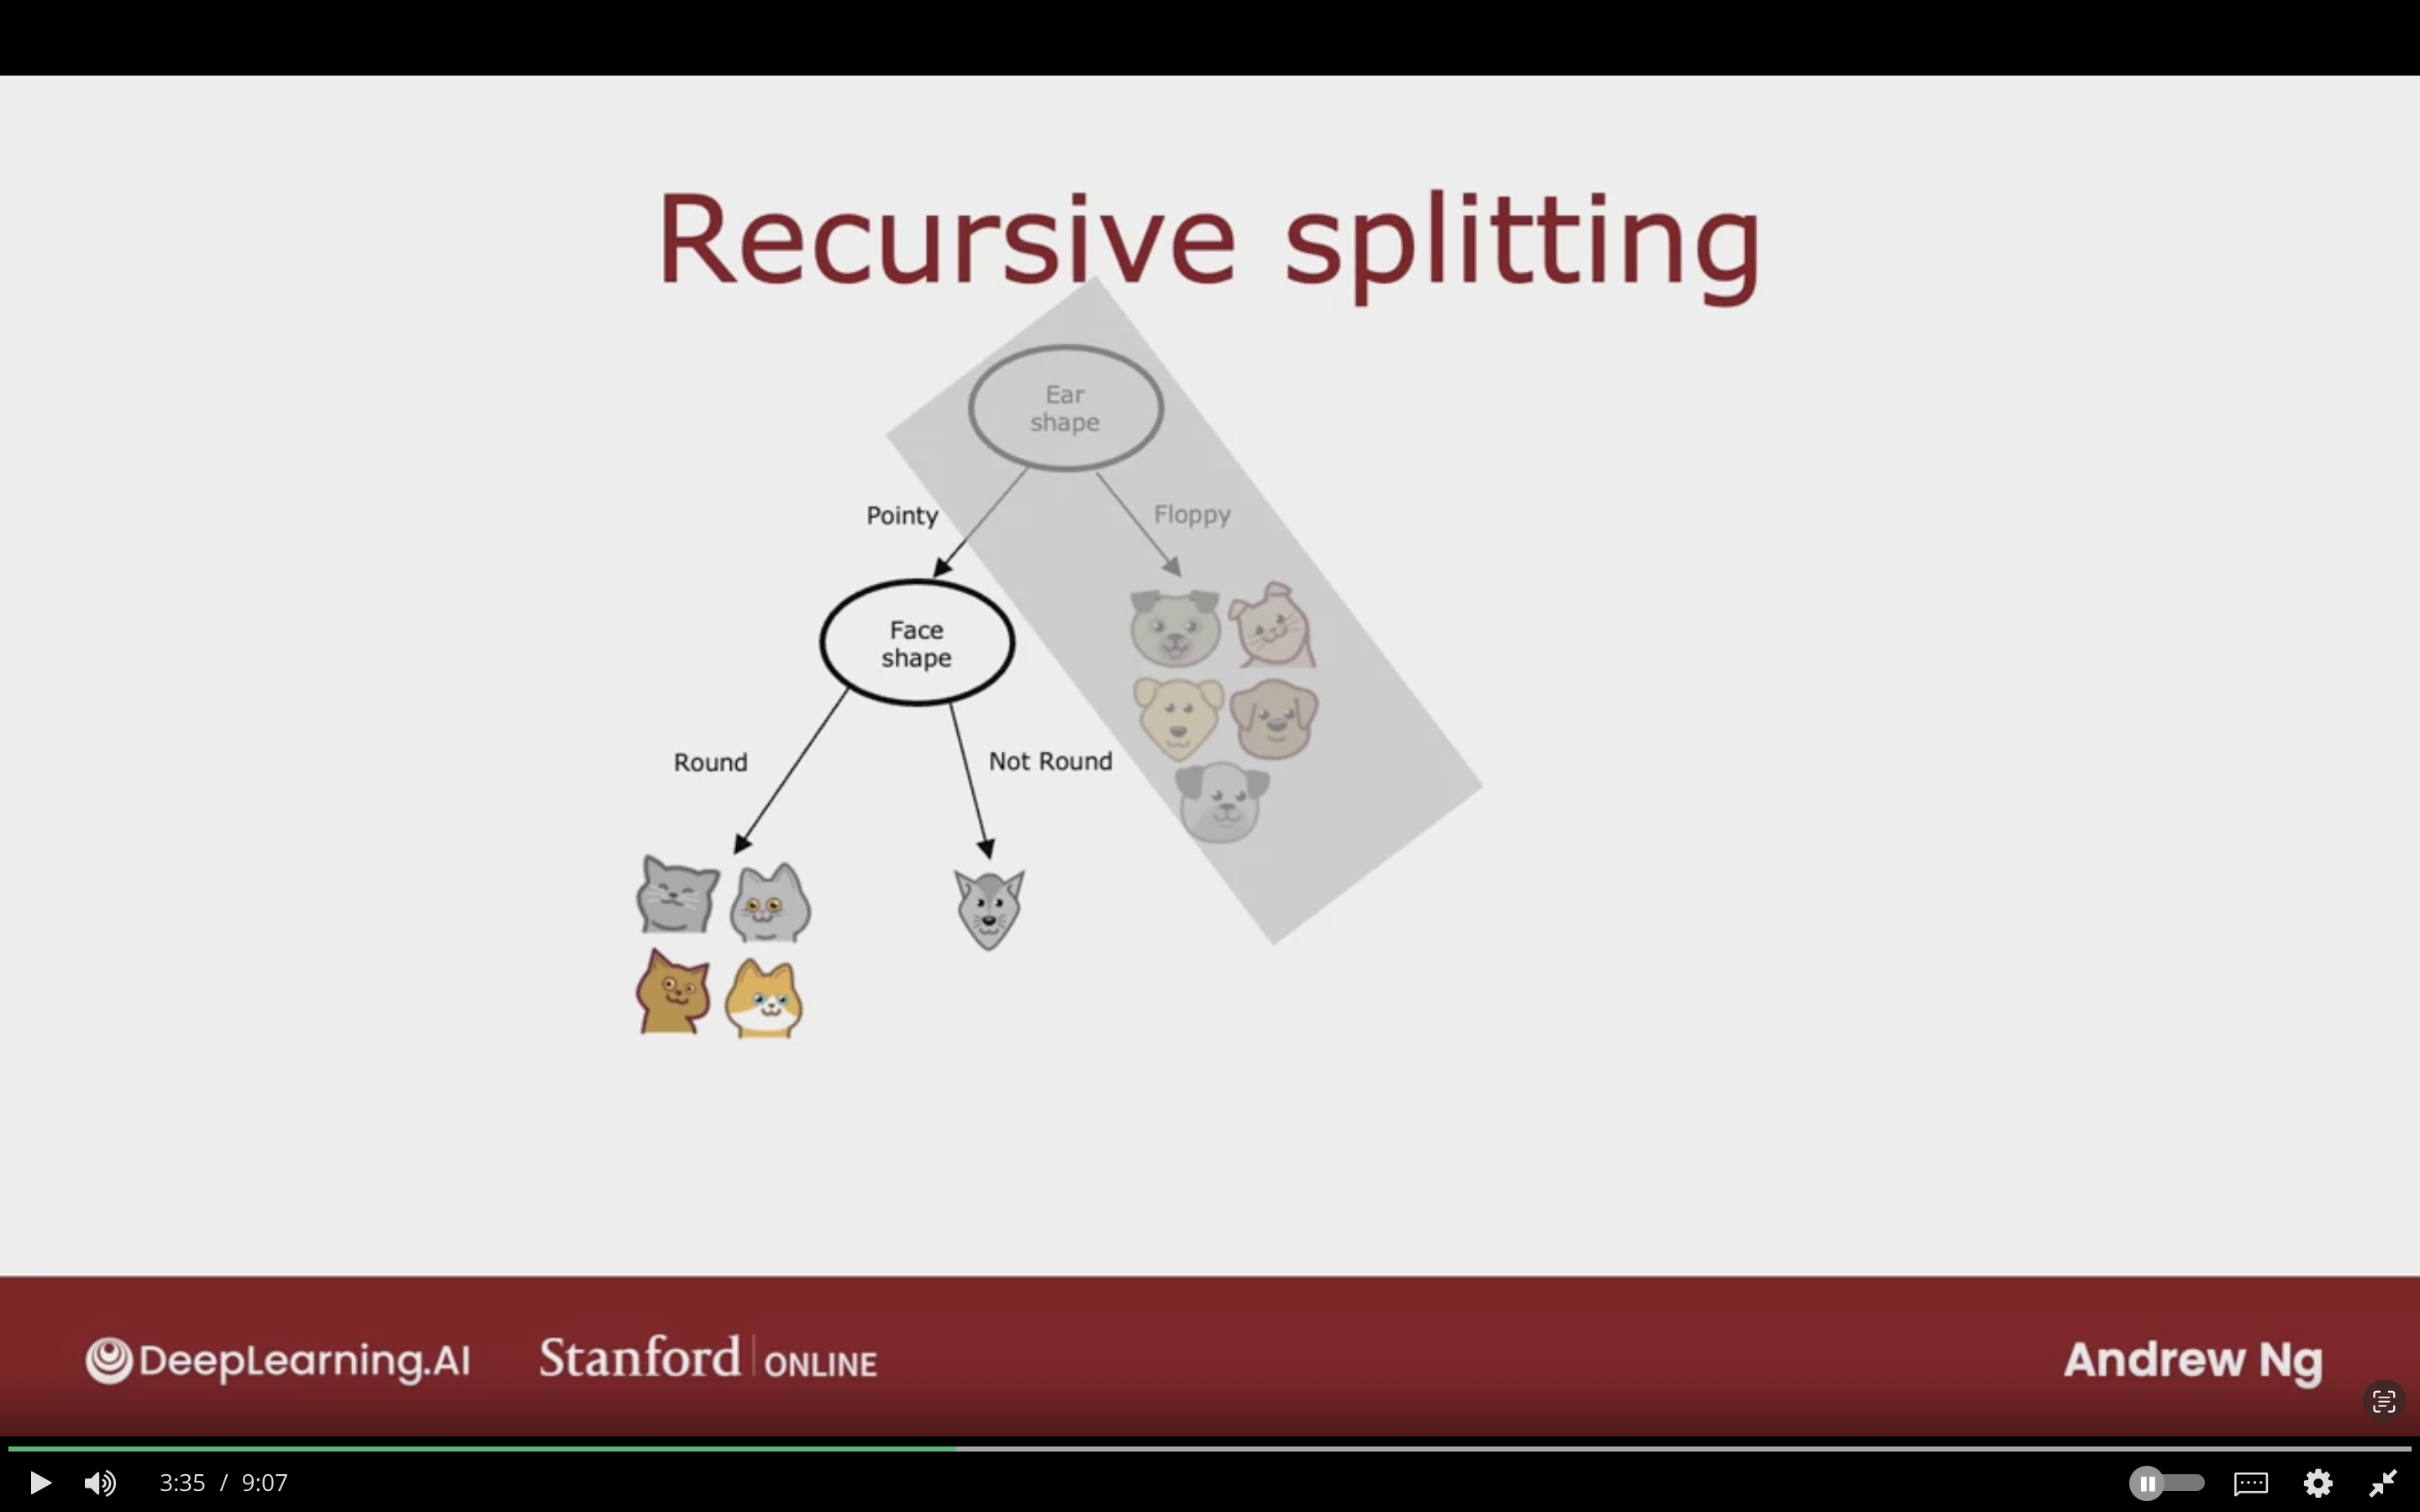 Recursive splitting
Ear
shape
Pointy
Floppy
Face
shape
Round
Not Round
DeepLearning.AI
Stanford ONLINE
Andrew Ng
3:35 / 9:07